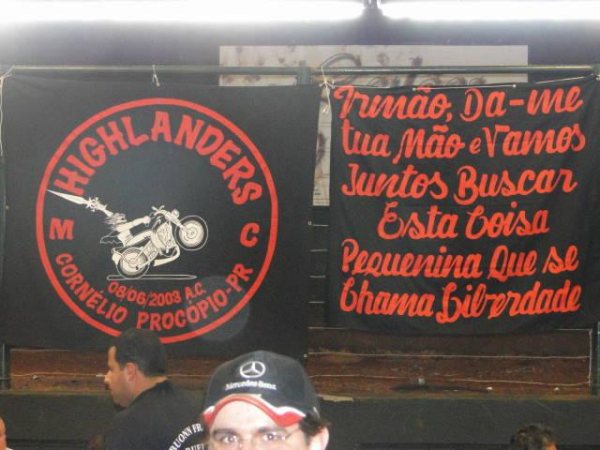 HIGHLANDERS
M C
08/06/2003 A.C.
CORNELIO PROCÓPIO-PR
Irmão, Da-me
tua Mão e Vamos
Juntos Buscar
Esta Coisa
Pequenina Que se
Chama Liberdade
Mercedes-Benz